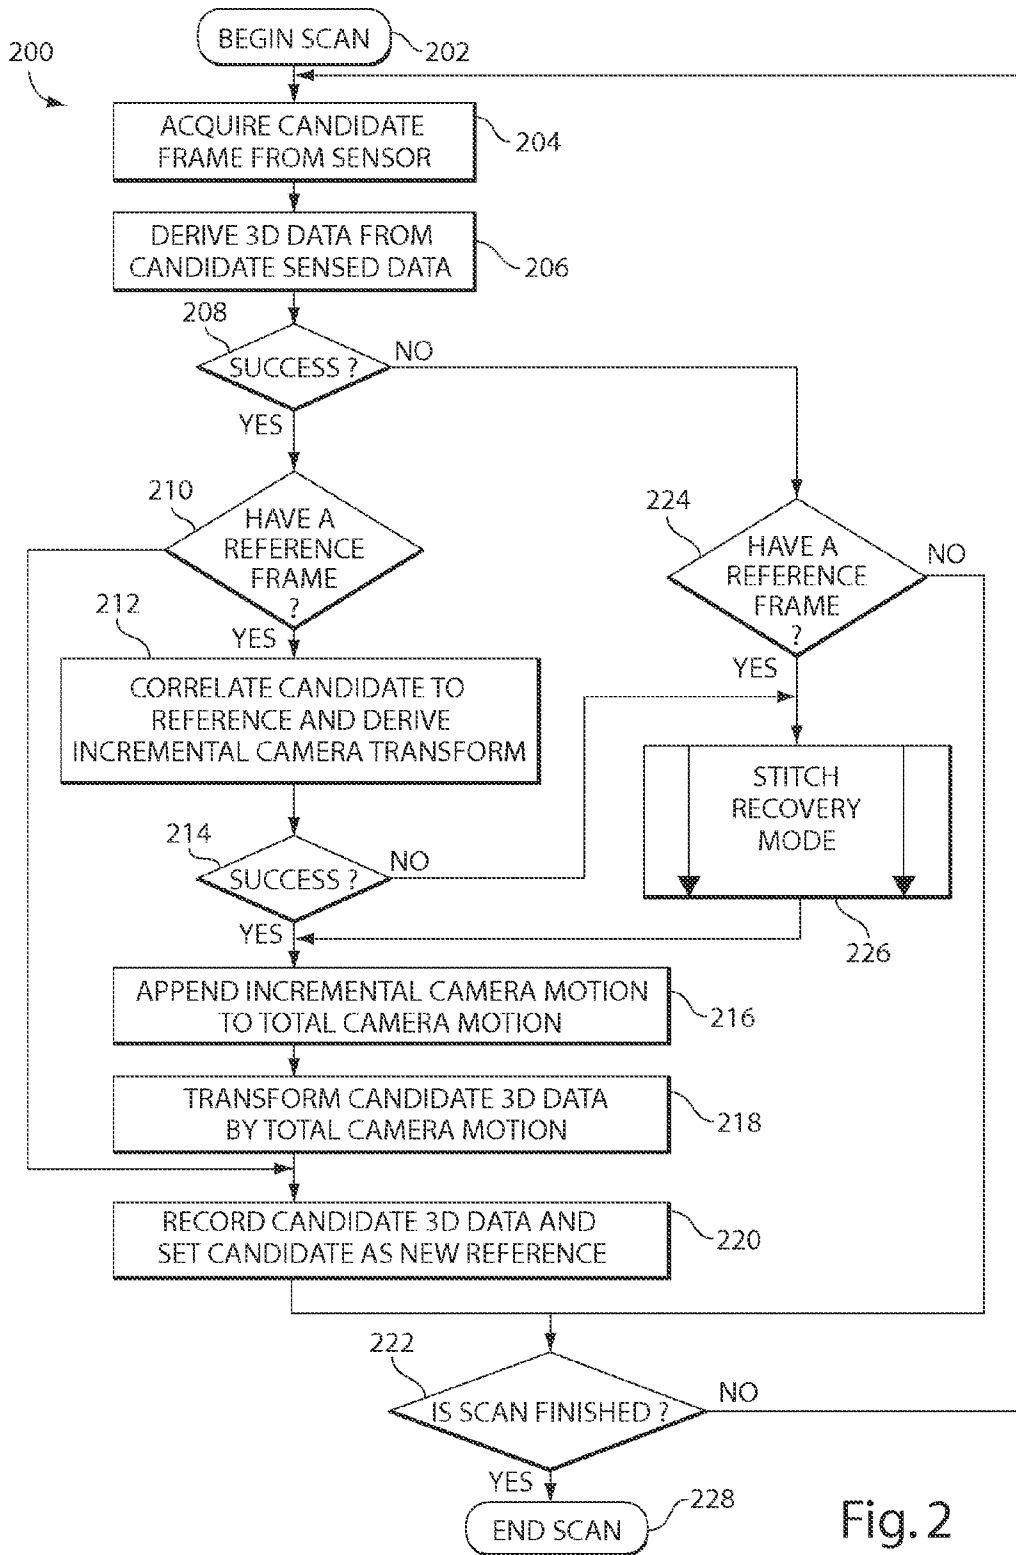 BEGIN SCAN
202
200
ACQUIRE CANDIDATE
FRAME FROM SENSOR
204
DERIVE 3D DATA FROM
CANDIDATE SENSED DATA
206
208
SUCCESS ?
NO
YES
210
HAVE A
REFERENCE
FRAME
?
YES
224
HAVE A
REFERENCE
FRAME
?
NO
YES
212
CORRELATE CANDIDATE TO
REFERENCE AND DERIVE
INCREMENTAL CAMERA TRANSFORM
STITCH
RECOVERY
MODE
226
214
SUCCESS ?
NO
YES
APPEND INCREMENTAL CAMERA MOTION
TO TOTAL CAMERA MOTION
216
TRANSFORM CANDIDATE 3D DATA
BY TOTAL CAMERA MOTION
218
RECORD CANDIDATE 3D DATA AND
SET CANDIDATE AS NEW REFERENCE
220
222
IS SCAN FINISHED ?
NO
YES
END SCAN
228
Fig. 2